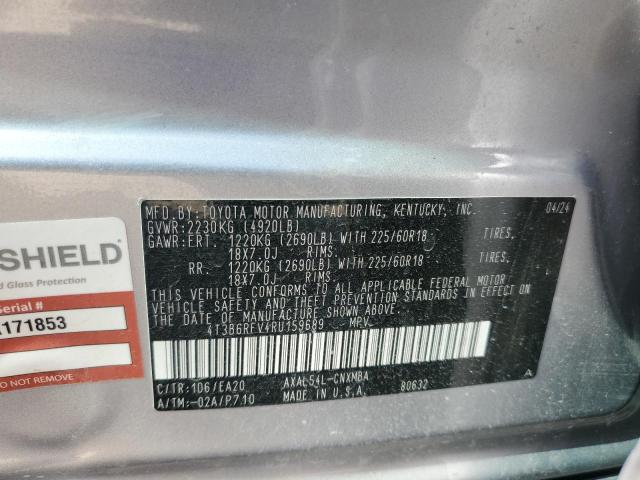 SHIELD
d Glass Protection
Serial #
171853
MFD.BY:TOYOTA MOTOR MANUFACTURING, KENTUCKY, INC. 04/24
GVWR:2230KG (4920LB)
GAWR:FRT. 1220KG (2690LB) WITH 225/60R18 TIRES,
18X7.0J RIMS.
RR. 1220KG (2690LB) WITH 225/60R18 TIRES,
18X7.0J RIMS.
THIS VEHICLE CONFORMS TO ALL APPLICABLE FEDERAL MOTOR
VEHICLE SAFETY AND THEFT PREVENTION STANDARDS IN EFFECT
ON THE DATE OF MANUFACTURE SHOWN ABOVE.
4T3B6RFV4RU159689 MPV
C/TR:1D6/EA20 AXAL54L-CNXMBA A
A/TM:-02A/P710 MADE IN U.S.A. 80632